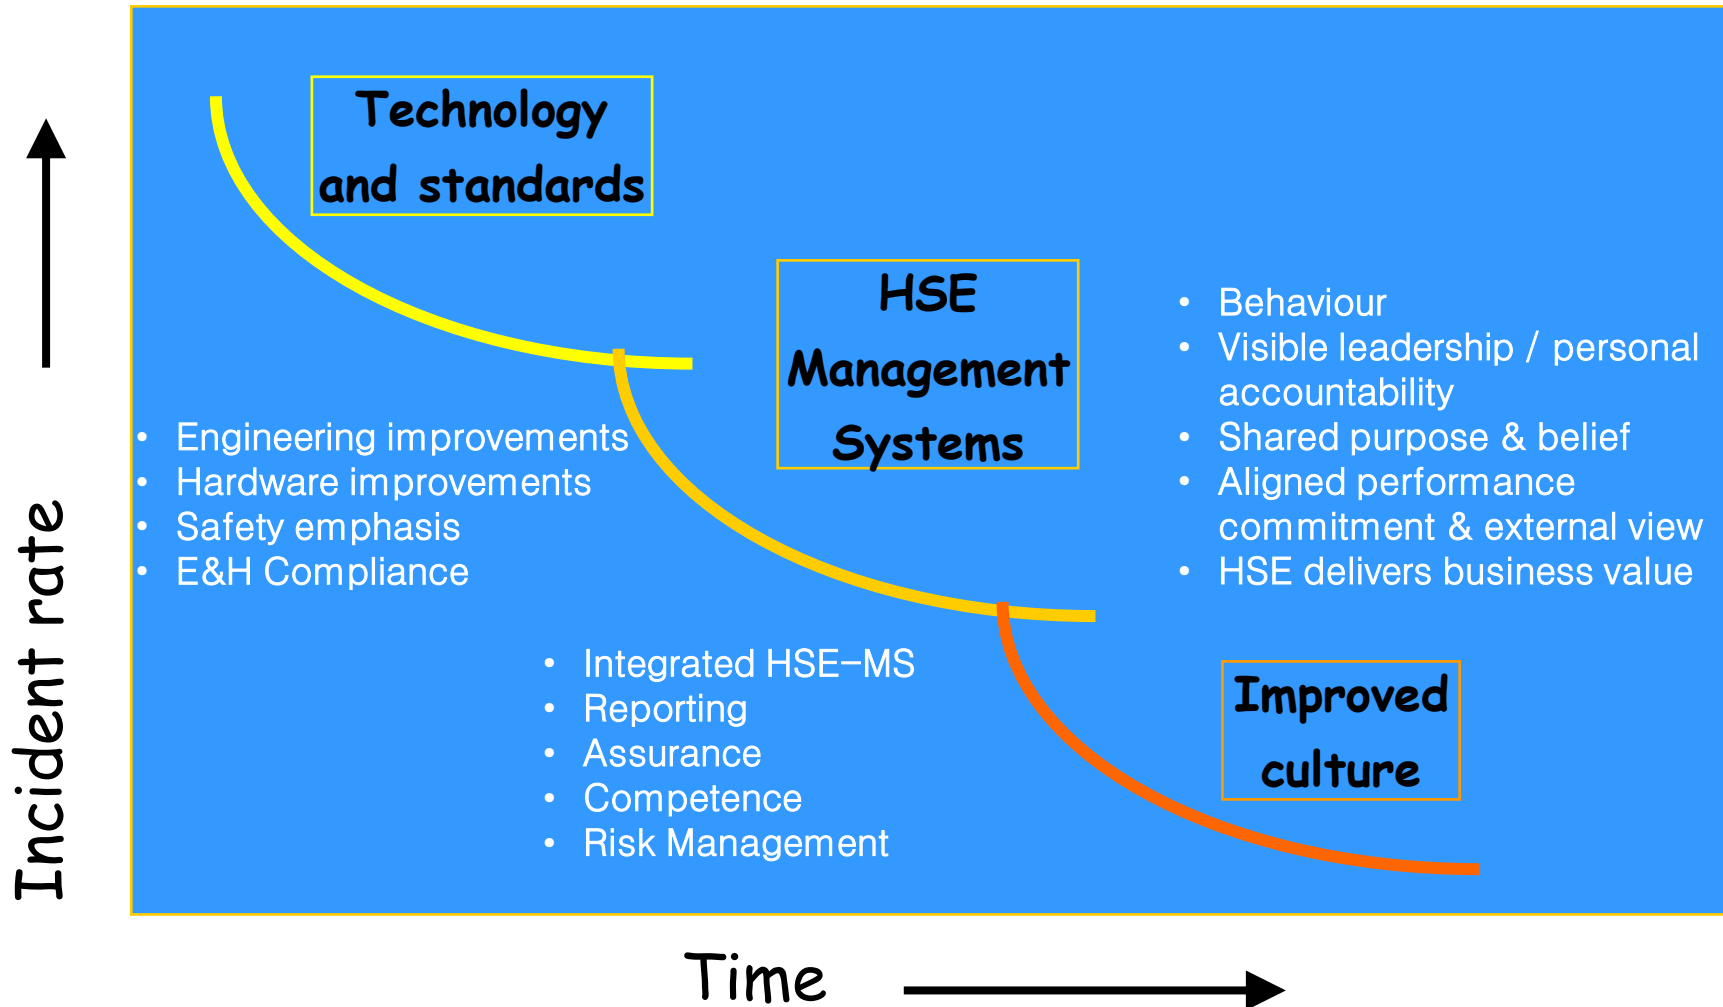 Technology
and standards
HSE
Management
Systems
• Behaviour
• Visible leadership / personal
accountability
• Shared purpose & belief
• Aligned performance
commitment & external view
• HSE delivers business value
• Engineering improvements
• Hardware improvements
• Safety emphasis
• E&H Compliance
• Integrated HSE-MS
• Reporting
• Assurance
• Competence
• Risk Management
Improved
culture
Incident rate
Time